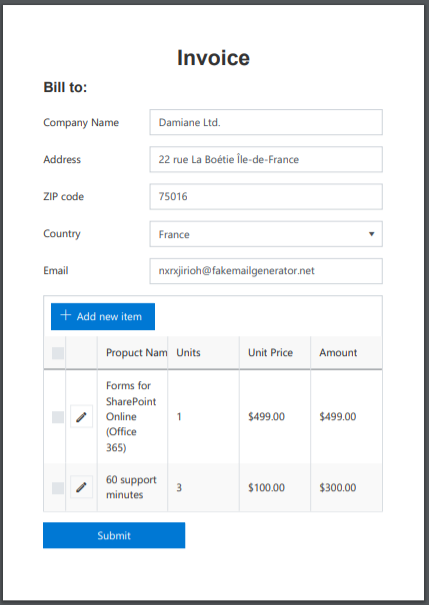 Invoice
Bill to:
Company Name
Damiane Ltd.
Address
22 rue La Boétie Île-de-France
ZIP code
75016
Country
France
Email
nxrxjirioh@fakemailgenerator.net
Add new item
Propuct Nam Units Unit Price Amount
Forms for
SharePoint
Online
(Office
365)
1 $499.00 $499.00
60 support
minutes
3 $100.00 $300.00
Submit